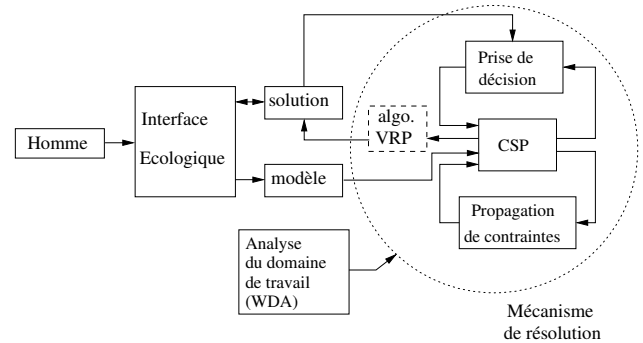 Prise de
décision
solution
algo.
VRP
Interface
Ecologique
Homme
CSP
modèle
Propagation
de contraintes
Analyse
du domaine
de travail
(WDA)
Mécanisme
de résolution